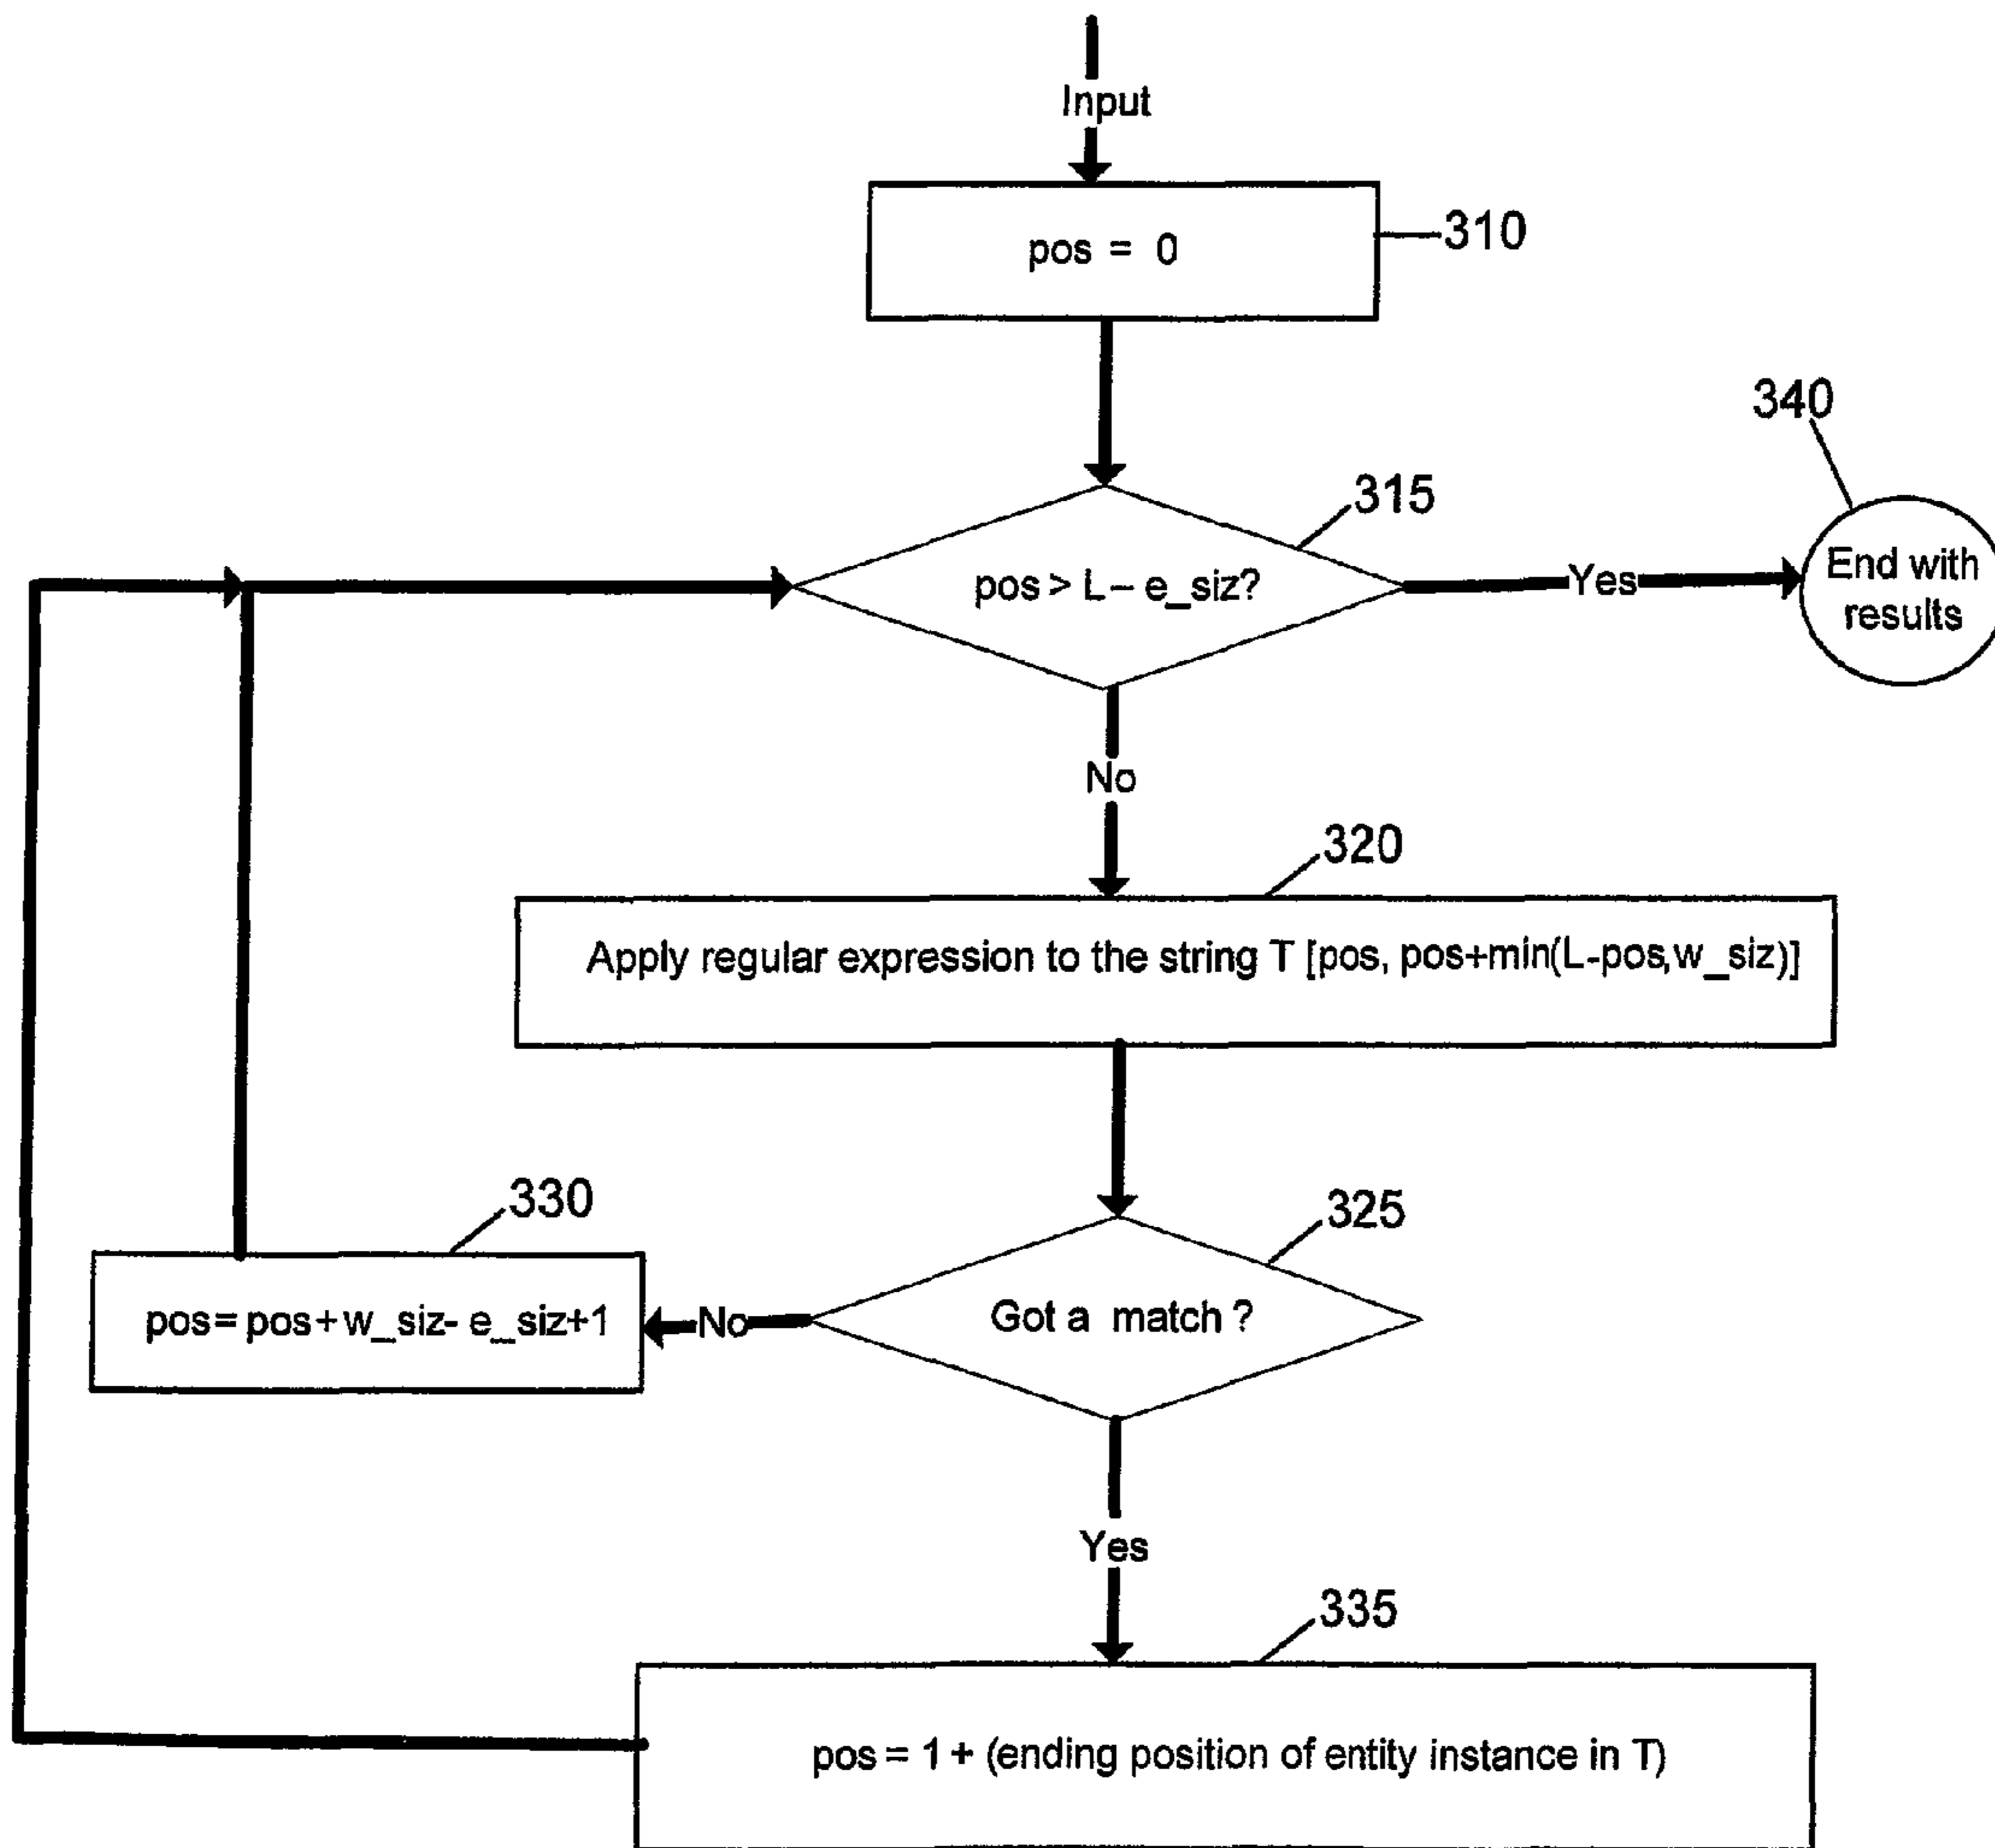 Input
pos = 0
310
340
315
pos > L - e_siz?
Yes
End with
results
No
320
Apply regular expression to the string T [pos, pos+min(L-pos,w_siz)]
330
325
pos= pos+w_siz- e_siz+1
No
Got a match ?
Yes
335
pos = 1 + (ending position of entity instance in T)